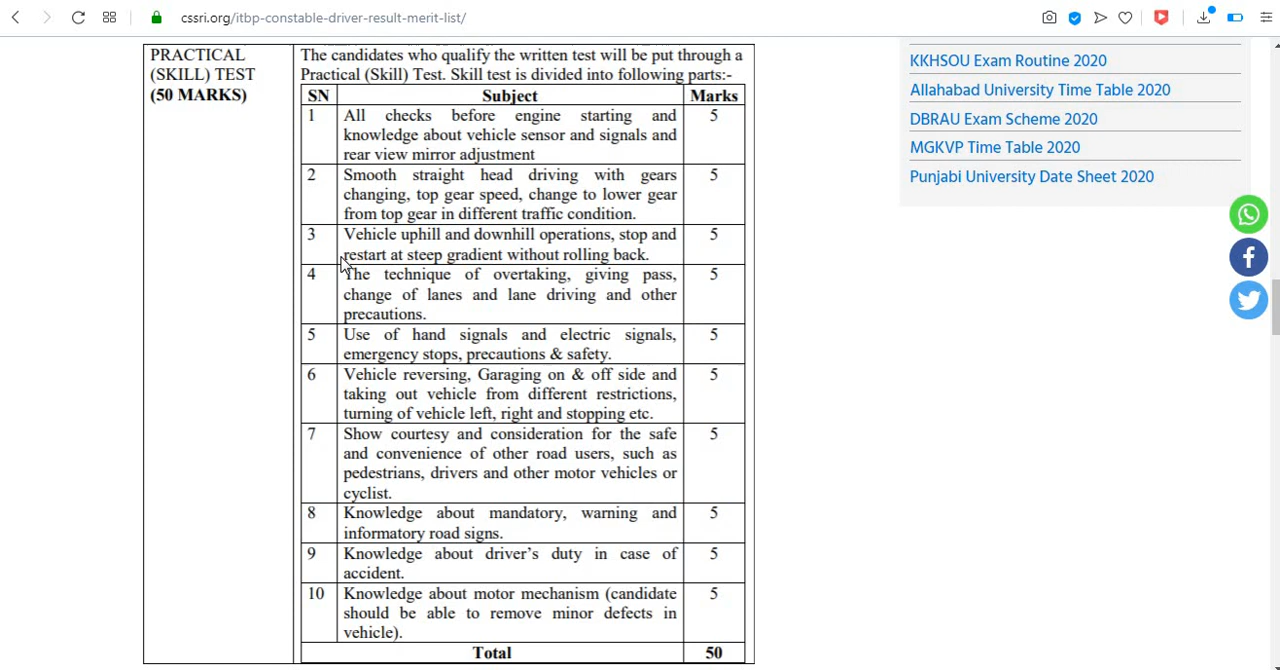 cssri.org/itbp-constable-driver-result-merit-list/
PRACTICAL
(SKILL) TEST
(50 MARKS)
The candidates who qualify the written test will be put through a
Practical (Skill) Test. Skill test is divided into following parts:-
SN Subject Marks
1 All checks before engine starting and 5
knowledge about vehicle sensor and signals and
rear view mirror adjustment
2 Smooth straight head driving with gears 5
changing, top gear speed, change to lower gear
from top gear in different traffic condition.
3 Vehicle uphill and downhill operations, stop and 5
restart at steep gradient without rolling back.
4 The technique of overtaking, giving pass, 5
change of lanes and lane driving and other
precautions.
5 Use of hand signals and electric signals, 5
emergency stops, precautions & safety.
6 Vehicle reversing, Garaging on & off side and 5
taking out vehicle from different restrictions,
turning of vehicle left, right and stopping etc.
7 Show courtesy and consideration for the safe 5
and convenience of other road users, such as
pedestrians, drivers and other motor vehicles or
cyclist.
8 Knowledge about mandatory, warning and 5
informatory road signs.
9 Knowledge about driver's duty in case of 5
accident.
10 Knowledge about motor mechanism (candidate 5
should be able to remove minor defects in
vehicle).
Total 50
KKHSOU Exam Routine 2020
Allahabad University Time Table 2020
DBRAU Exam Scheme 2020
MGKVP Time Table 2020
Punjabi University Date Sheet 2020